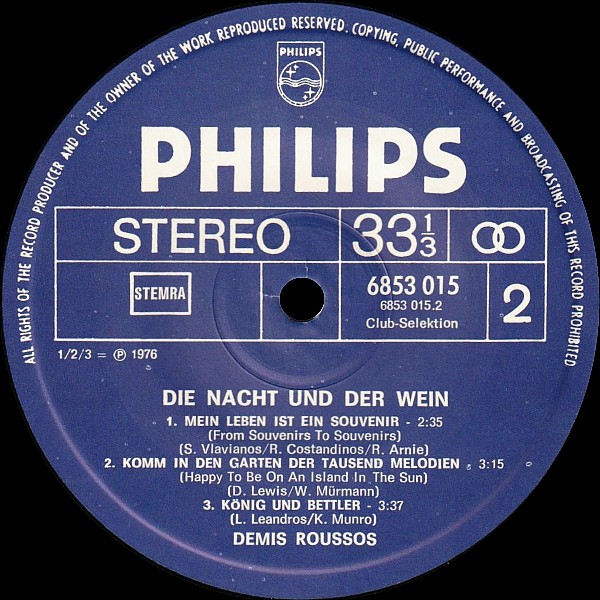 ALL RIGHTS OF THE RECORD PRODUCER AND OF THE OWNER OF THE WORK REPRODUCED RESERVED. COPYING, PUBLIC PERFORMANCE AND BROADCASTING OF THIS RECORD PROHIBITED
PHILIPS
PHILIPS
STEREO 33 1/3
STEMRA 6853 015 2
6853 015.2
Club-Selektion
1/2/3 = ℗ 1976
DIE NACHT UND DER WEIN
1. MEIN LEBEN IST EIN SOUVENIR - 2:35
(From Souvenirs To Souvenirs)
(S. Vlavianos/R. Costandinos/R. Arnie)
2. KOMM IN DEN GARTEN DER TAUSEND MELODIEN - 3:15
(Happy To Be On An Island In The Sun)
(D. Lewis/W. Mürmann)
3. KÖNIG UND BETTLER - 3:37
(L. Leandros/K. Munro)
DEMIS ROUSSOS